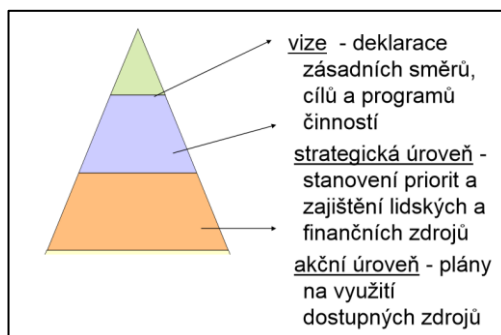 vize - deklarace
zásadních směrů,
cílů a programů
činností
strategická úroveň -
stanovení priorit a
zajištění lidských a
finančních zdrojů
akční úroveň - plány
na využití
dostupných zdrojů